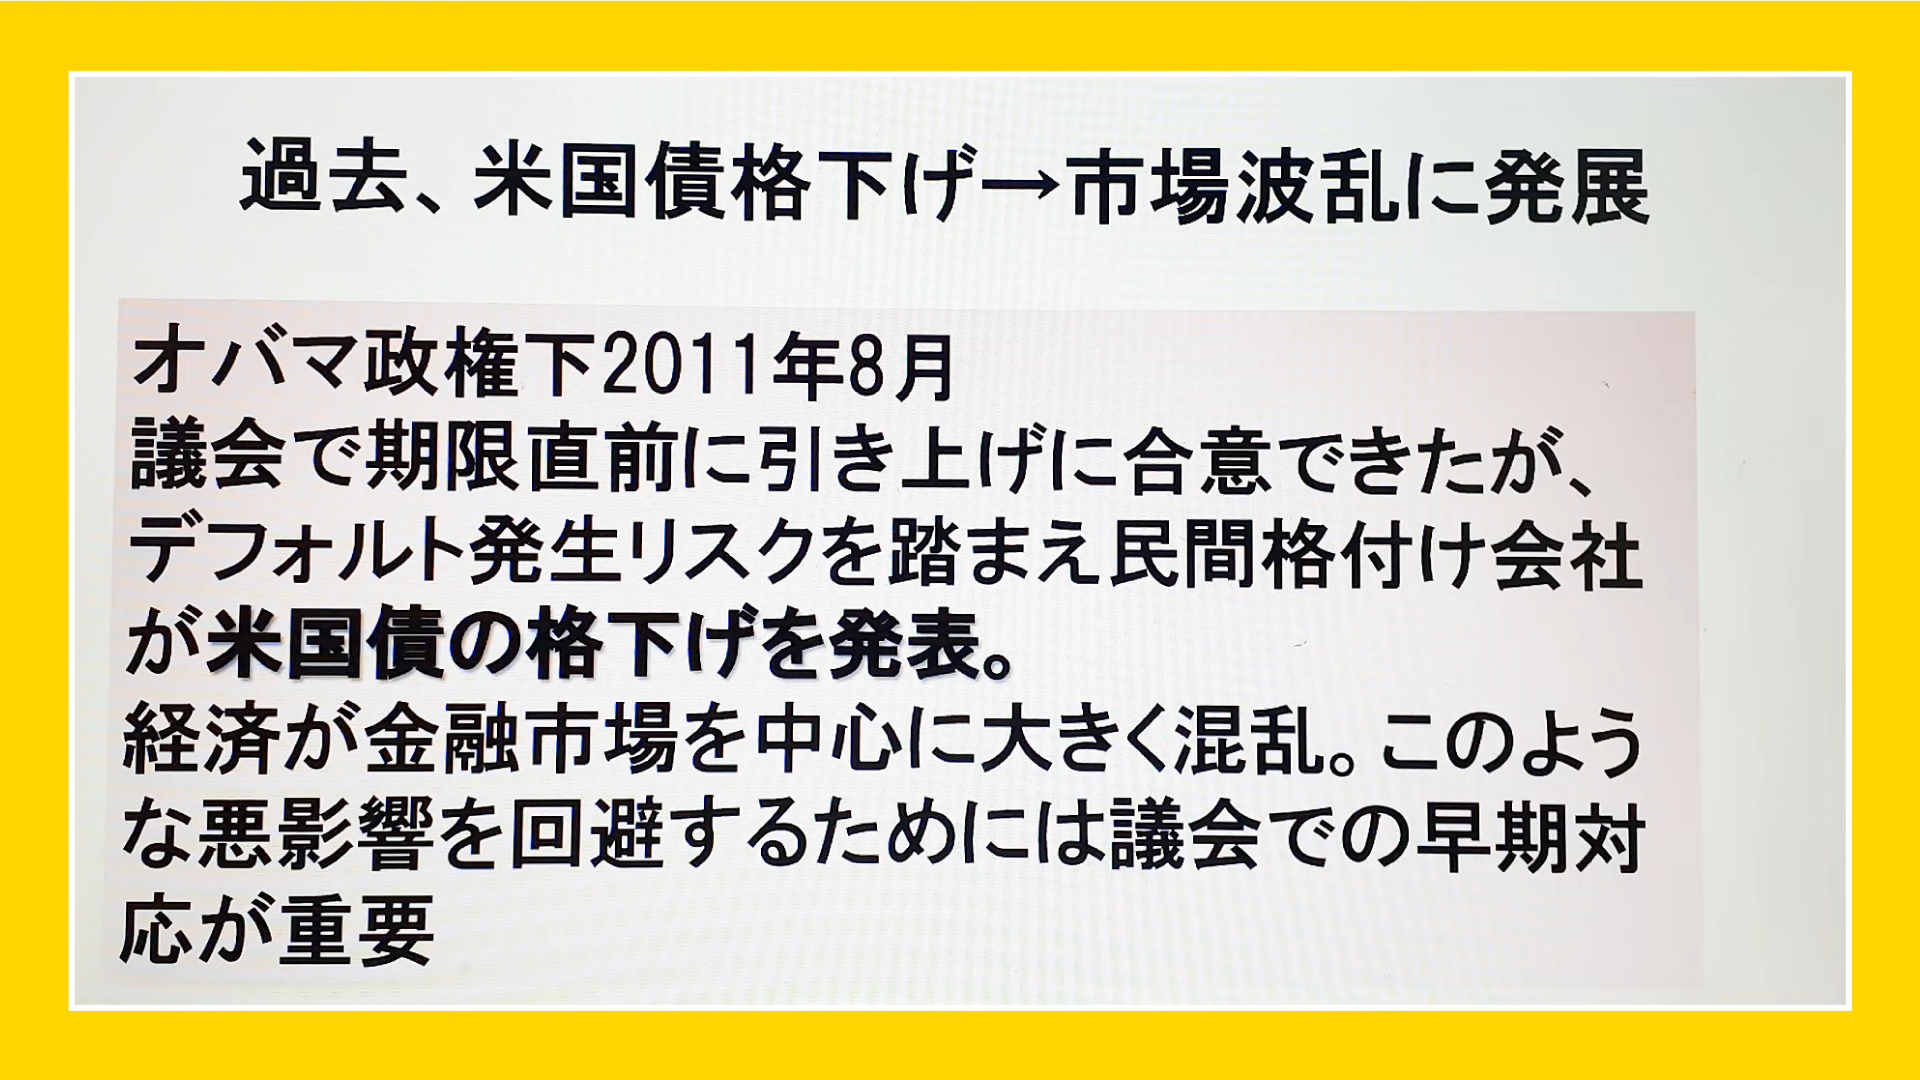 過去、米国債格下げ→市場波乱に発展
オバマ政権下2011年8月
議会で期限直前に引き上げに合意できたが、
デフォルト発生リスクを踏まえ民間格付け会社
が米国債の格下げを発表。
経済が金融市場を中心に大きく混乱。このよう
な悪影響を回避するためには議会での早期対
応が重要